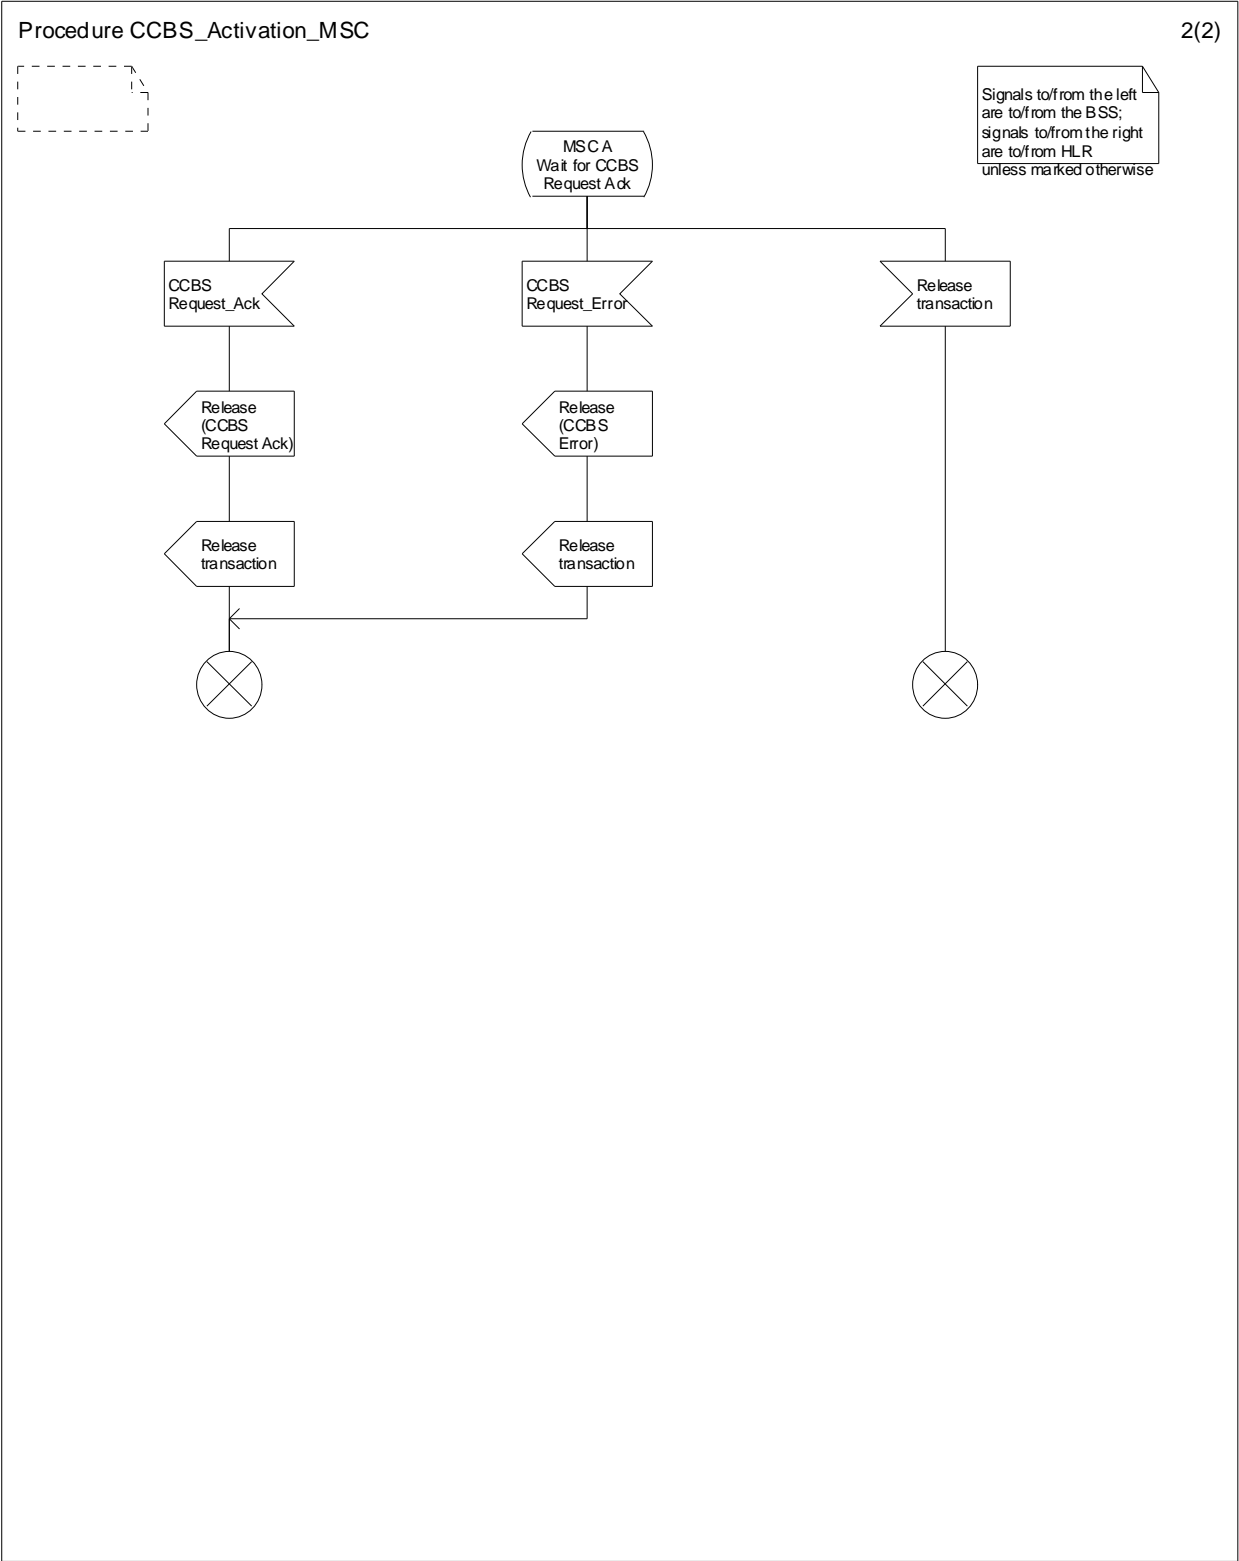 Procedure CCBS_Activation_MSC
2(2)
Signals to/from the left
are to/from the BSS;
signals to/from the right
are to/from HLR
unless marked otherwise
MSC A
Wait for CCBS
Request Ack
CCBS
Request_Ack
CCBS
Request_Error
Release
transaction
Release
(CCBS
Request Ack)
Release
(CCBS
Error)
Release
transaction
Release
transaction